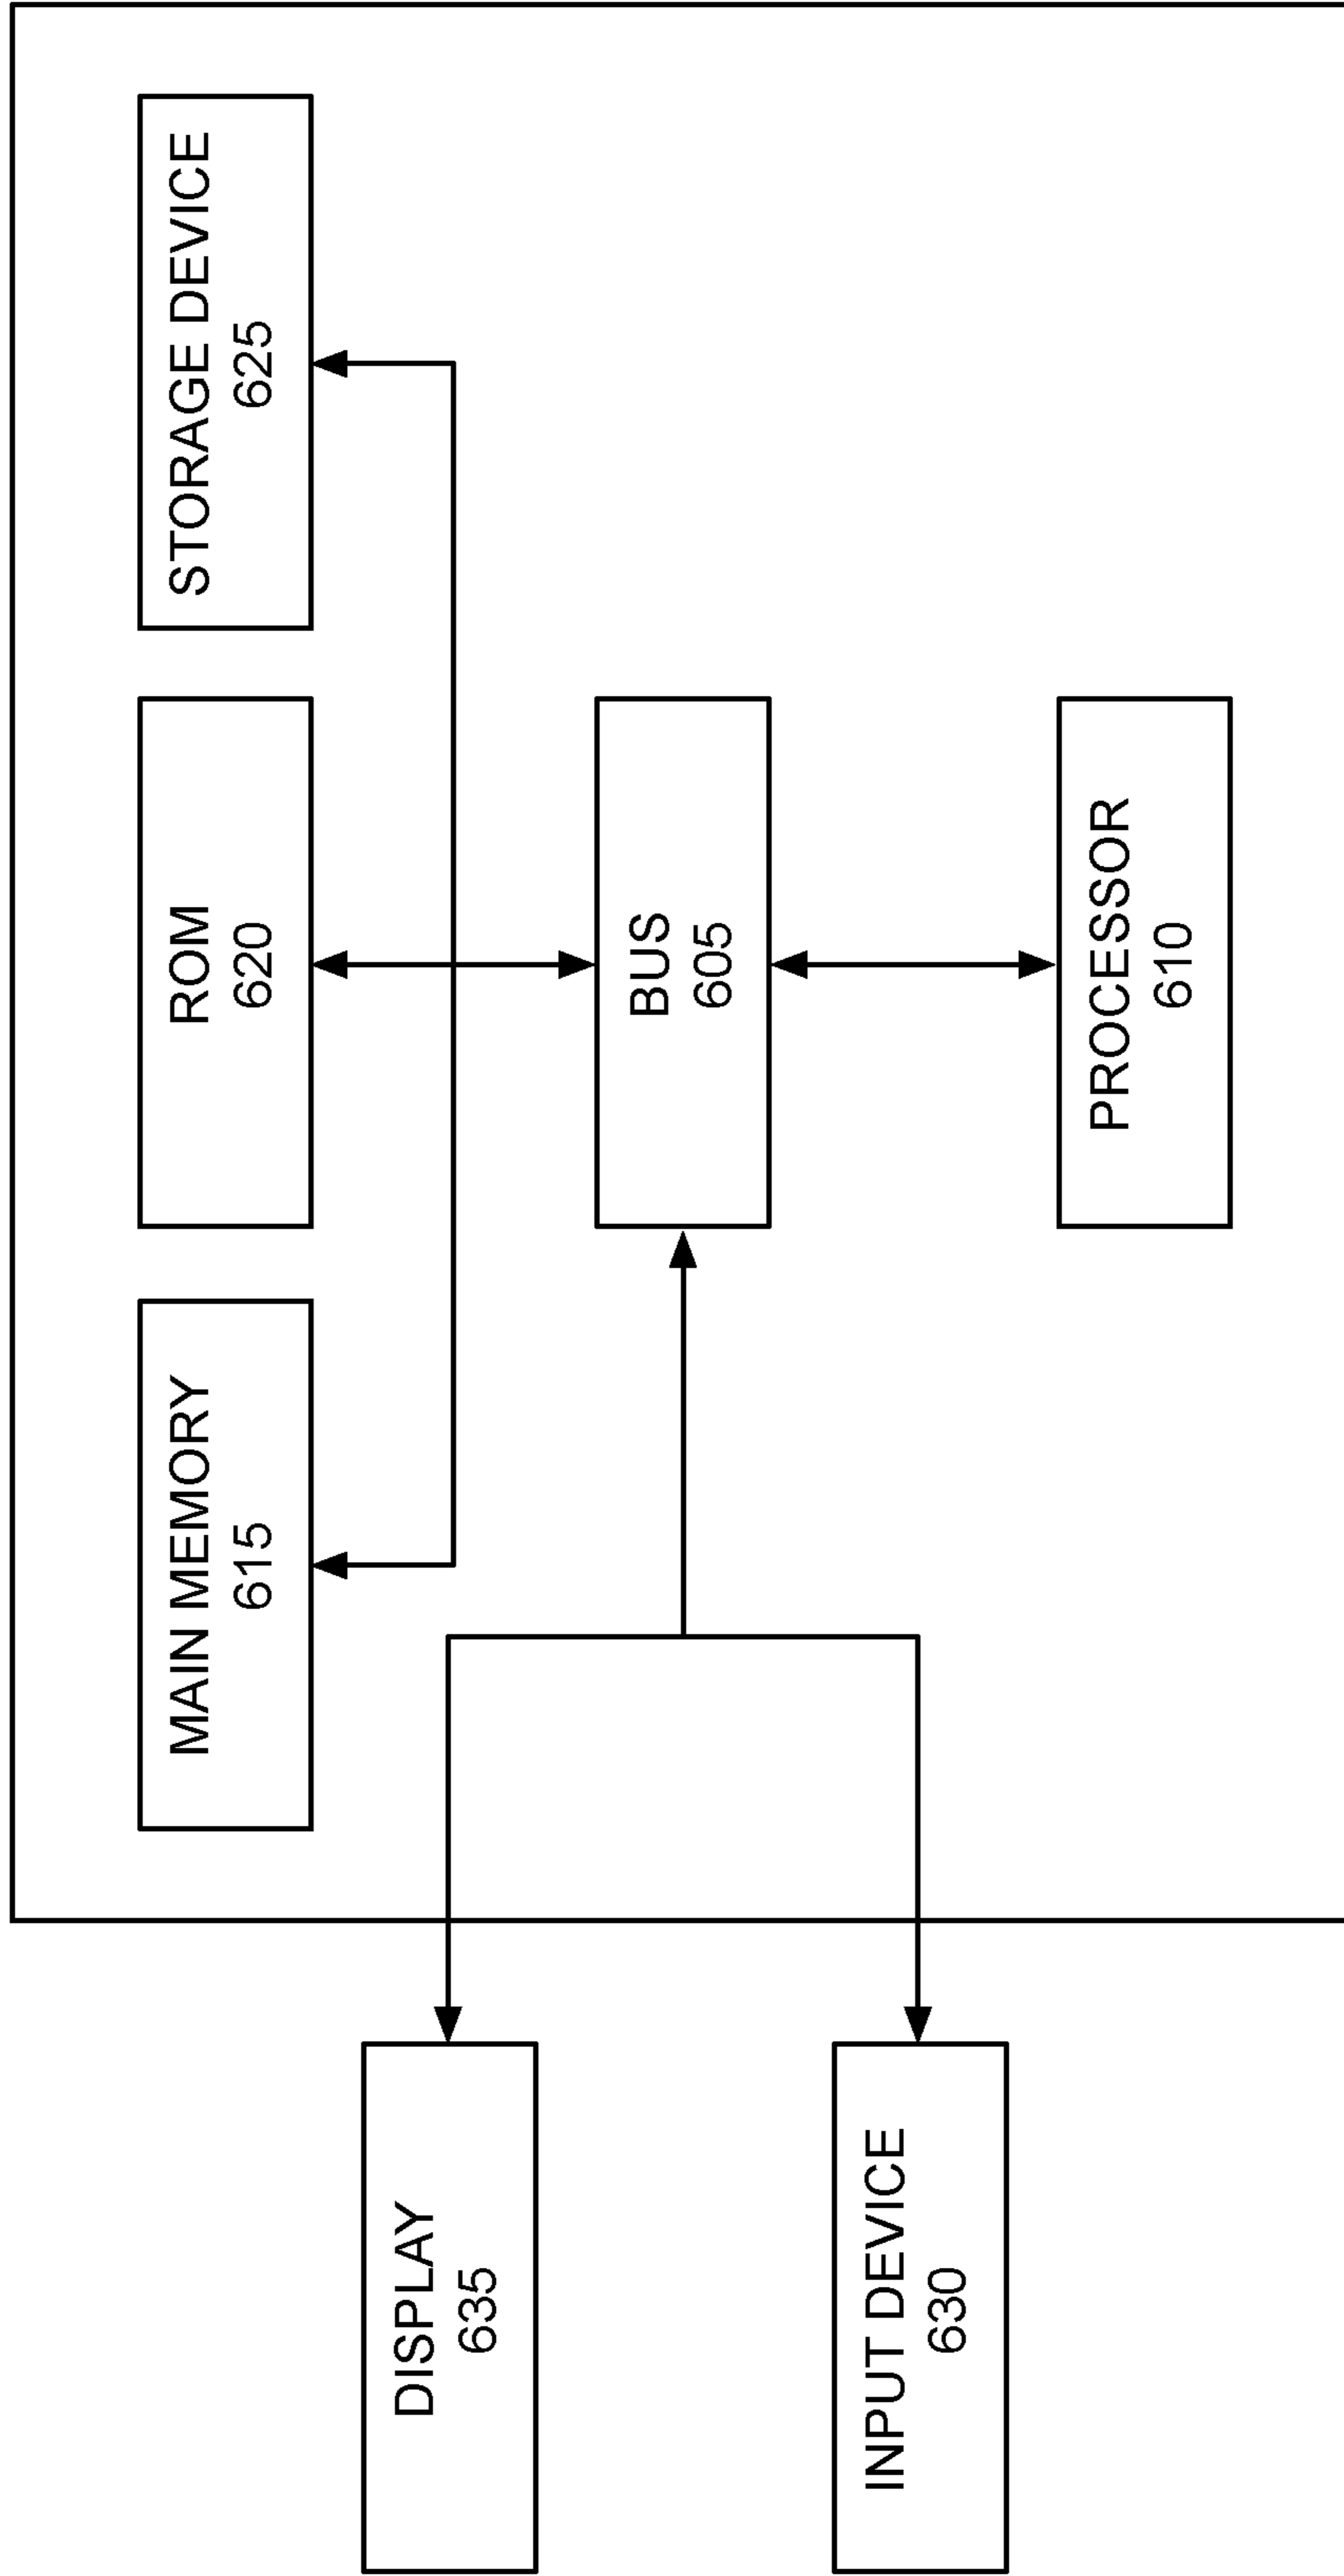 MAIN MEMORY
615
ROM
620
STORAGE DEVICE
625
DISPLAY
635
BUS
605
INPUT DEVICE
630
PROCESSOR
610